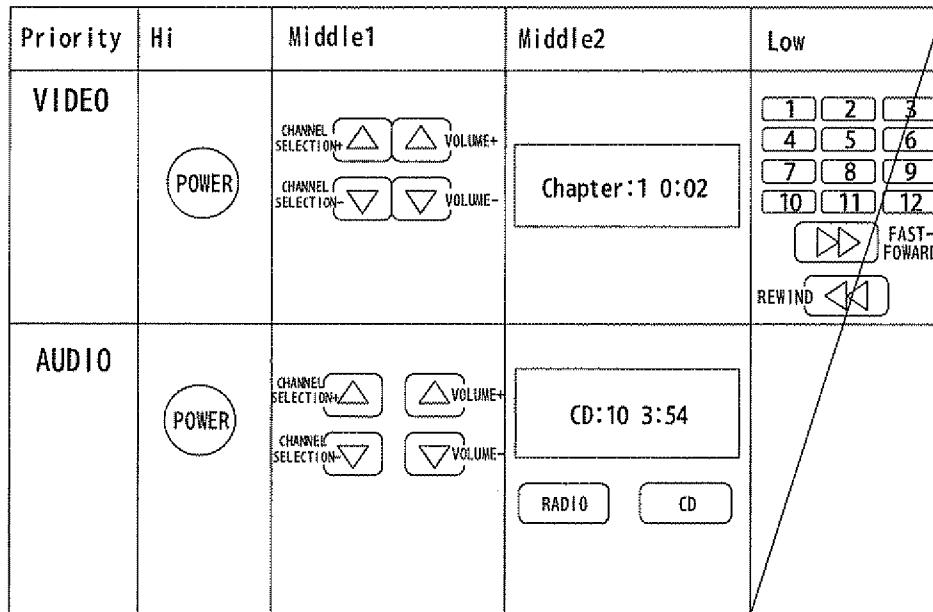 Priority Hi Middle1 Middle2 Low
VIDEO
POWER
CHANNEL SELECTION+ VOLUME+
CHANNEL SELECTION- VOLUME-
Chapter:1 0:02
1 2 3
4 5 6
7 8 9
10 11 12
FAST-
FOWARD
REWIND
AUDIO
POWER
CHANNEL SELECTION+ VOLUME+
CHANNEL SELECTION- VOLUME-
CD:10 3:54
RADIO CD